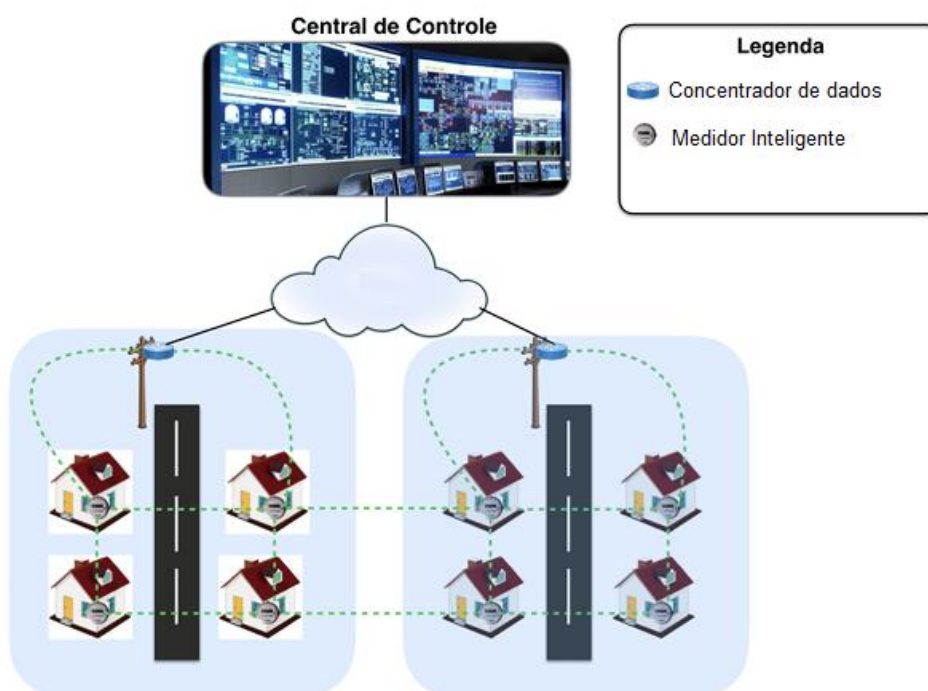 Central de Controle
Legenda
Concentrador de dados
Medidor Inteligente